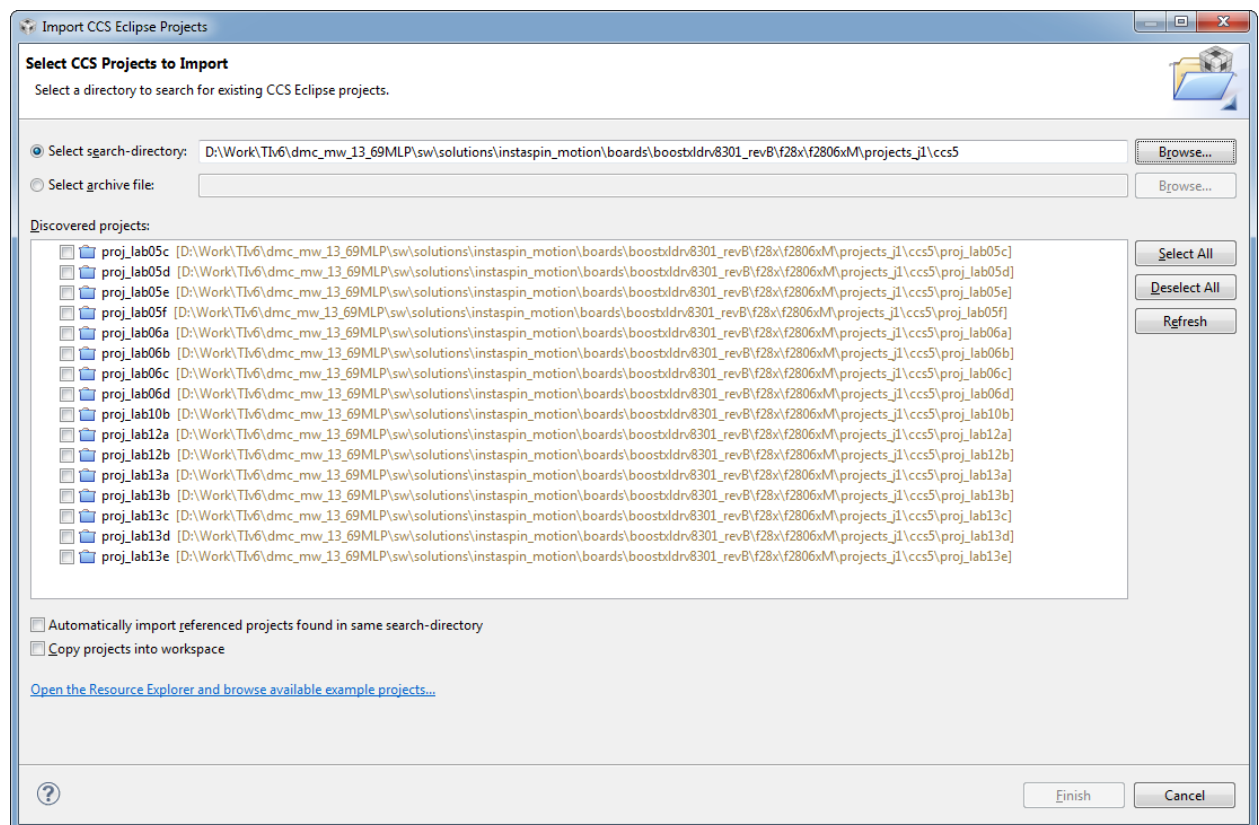 Import CCS Eclipse Projects
Select CCS Projects to Import
Select a directory to search for existing CCS Eclipse projects.
Select search-directory: D:\Work\TIv6\dmc_mw_13_69MLP\sw\solutions\instaspin_motion\boards\boostxldrv8301_revB\f28x\f2806xM\projects_j1\ccs5 Browse...
Select archive file: Browse...
Discovered projects:
proj_lab05c [D:\Work\TIv6\dmc_mw_13_69MLP\sw\solutions\instaspin_motion\boards\boostxldrv8301_revB\f28x\f2806xM\projects_j1\ccs5\proj_lab05c] Select All
proj_lab05d [D:\Work\TIv6\dmc_mw_13_69MLP\sw\solutions\instaspin_motion\boards\boostxldrv8301_revB\f28x\f2806xM\projects_j1\ccs5\proj_lab05d]
proj_lab05e [D:\Work\TIv6\dmc_mw_13_69MLP\sw\solutions\instaspin_motion\boards\boostxldrv8301_revB\f28x\f2806xM\projects_j1\ccs5\proj_lab05e] Deselect All
proj_lab05f [D:\Work\TIv6\dmc_mw_13_69MLP\sw\solutions\instaspin_motion\boards\boostxldrv8301_revB\f28x\f2806xM\projects_j1\ccs5\proj_lab05f] Refresh
proj_lab06a [D:\Work\TIv6\dmc_mw_13_69MLP\sw\solutions\instaspin_motion\boards\boostxldrv8301_revB\f28x\f2806xM\projects_j1\ccs5\proj_lab06a]
proj_lab06b [D:\Work\TIv6\dmc_mw_13_69MLP\sw\solutions\instaspin_motion\boards\boostxldrv8301_revB\f28x\f2806xM\projects_j1\ccs5\proj_lab06b]
proj_lab06c [D:\Work\TIv6\dmc_mw_13_69MLP\sw\solutions\instaspin_motion\boards\boostxldrv8301_revB\f28x\f2806xM\projects_j1\ccs5\proj_lab06c]
proj_lab06d [D:\Work\TIv6\dmc_mw_13_69MLP\sw\solutions\instaspin_motion\boards\boostxldrv8301_revB\f28x\f2806xM\projects_j1\ccs5\proj_lab06d]
proj_lab10b [D:\Work\TIv6\dmc_mw_13_69MLP\sw\solutions\instaspin_motion\boards\boostxldrv8301_revB\f28x\f2806xM\projects_j1\ccs5\proj_lab10b]
proj_lab12a [D:\Work\TIv6\dmc_mw_13_69MLP\sw\solutions\instaspin_motion\boards\boostxldrv8301_revB\f28x\f2806xM\projects_j1\ccs5\proj_lab12a]
proj_lab12b [D:\Work\TIv6\dmc_mw_13_69MLP\sw\solutions\instaspin_motion\boards\boostxldrv8301_revB\f28x\f2806xM\projects_j1\ccs5\proj_lab12b]
proj_lab13a [D:\Work\TIv6\dmc_mw_13_69MLP\sw\solutions\instaspin_motion\boards\boostxldrv8301_revB\f28x\f2806xM\projects_j1\ccs5\proj_lab13a]
proj_lab13b [D:\Work\TIv6\dmc_mw_13_69MLP\sw\solutions\instaspin_motion\boards\boostxldrv8301_revB\f28x\f2806xM\projects_j1\ccs5\proj_lab13b]
proj_lab13c [D:\Work\TIv6\dmc_mw_13_69MLP\sw\solutions\instaspin_motion\boards\boostxldrv8301_revB\f28x\f2806xM\projects_j1\ccs5\proj_lab13c]
proj_lab13d [D:\Work\TIv6\dmc_mw_13_69MLP\sw\solutions\instaspin_motion\boards\boostxldrv8301_revB\f28x\f2806xM\projects_j1\ccs5\proj_lab13d]
proj_lab13e [D:\Work\TIv6\dmc_mw_13_69MLP\sw\solutions\instaspin_motion\boards\boostxldrv8301_revB\f28x\f2806xM\projects_j1\ccs5\proj_lab13e]
Automatically import referenced projects found in same search-directory
Copy projects into workspace
Open the Resource Explorer and browse available example projects...
Finish Cancel